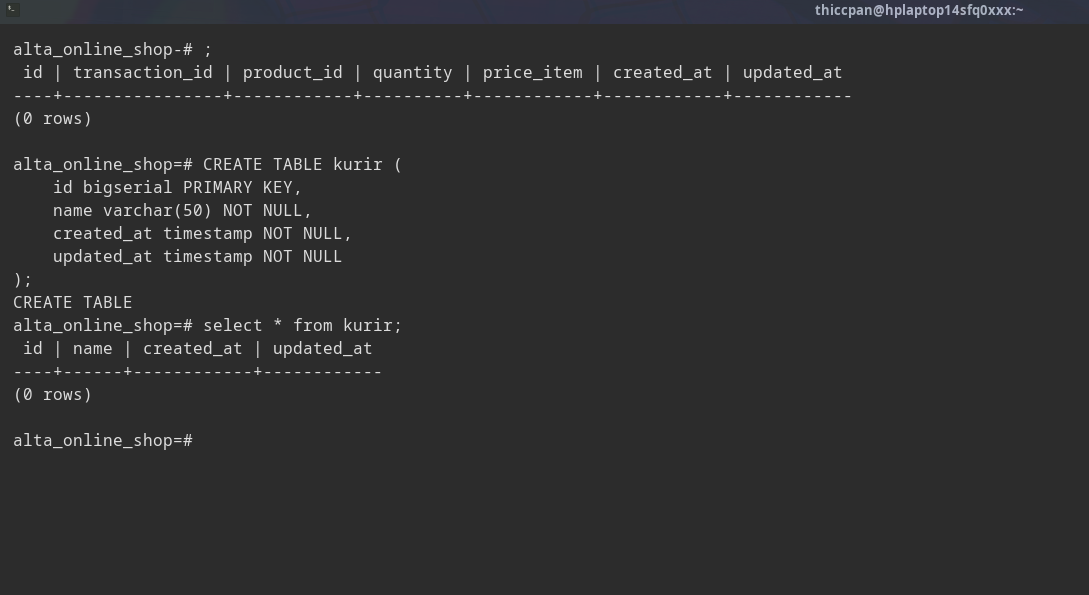 thiccpan@hplaptop14sfq0xxx:~
alta_online_shop-# ;
 id | transaction_id | product_id | quantity | price_item | created_at | updated_at
----+----------------+------------+----------+------------+------------+------------
(0 rows)

alta_online_shop=# CREATE TABLE kurir (
    id bigserial PRIMARY KEY,
    name varchar(50) NOT NULL,
    created_at timestamp NOT NULL,
    updated_at timestamp NOT NULL
);
CREATE TABLE
alta_online_shop=# select * from kurir;
 id | name | created_at | updated_at
----+------+------------+------------
(0 rows)

alta_online_shop=#